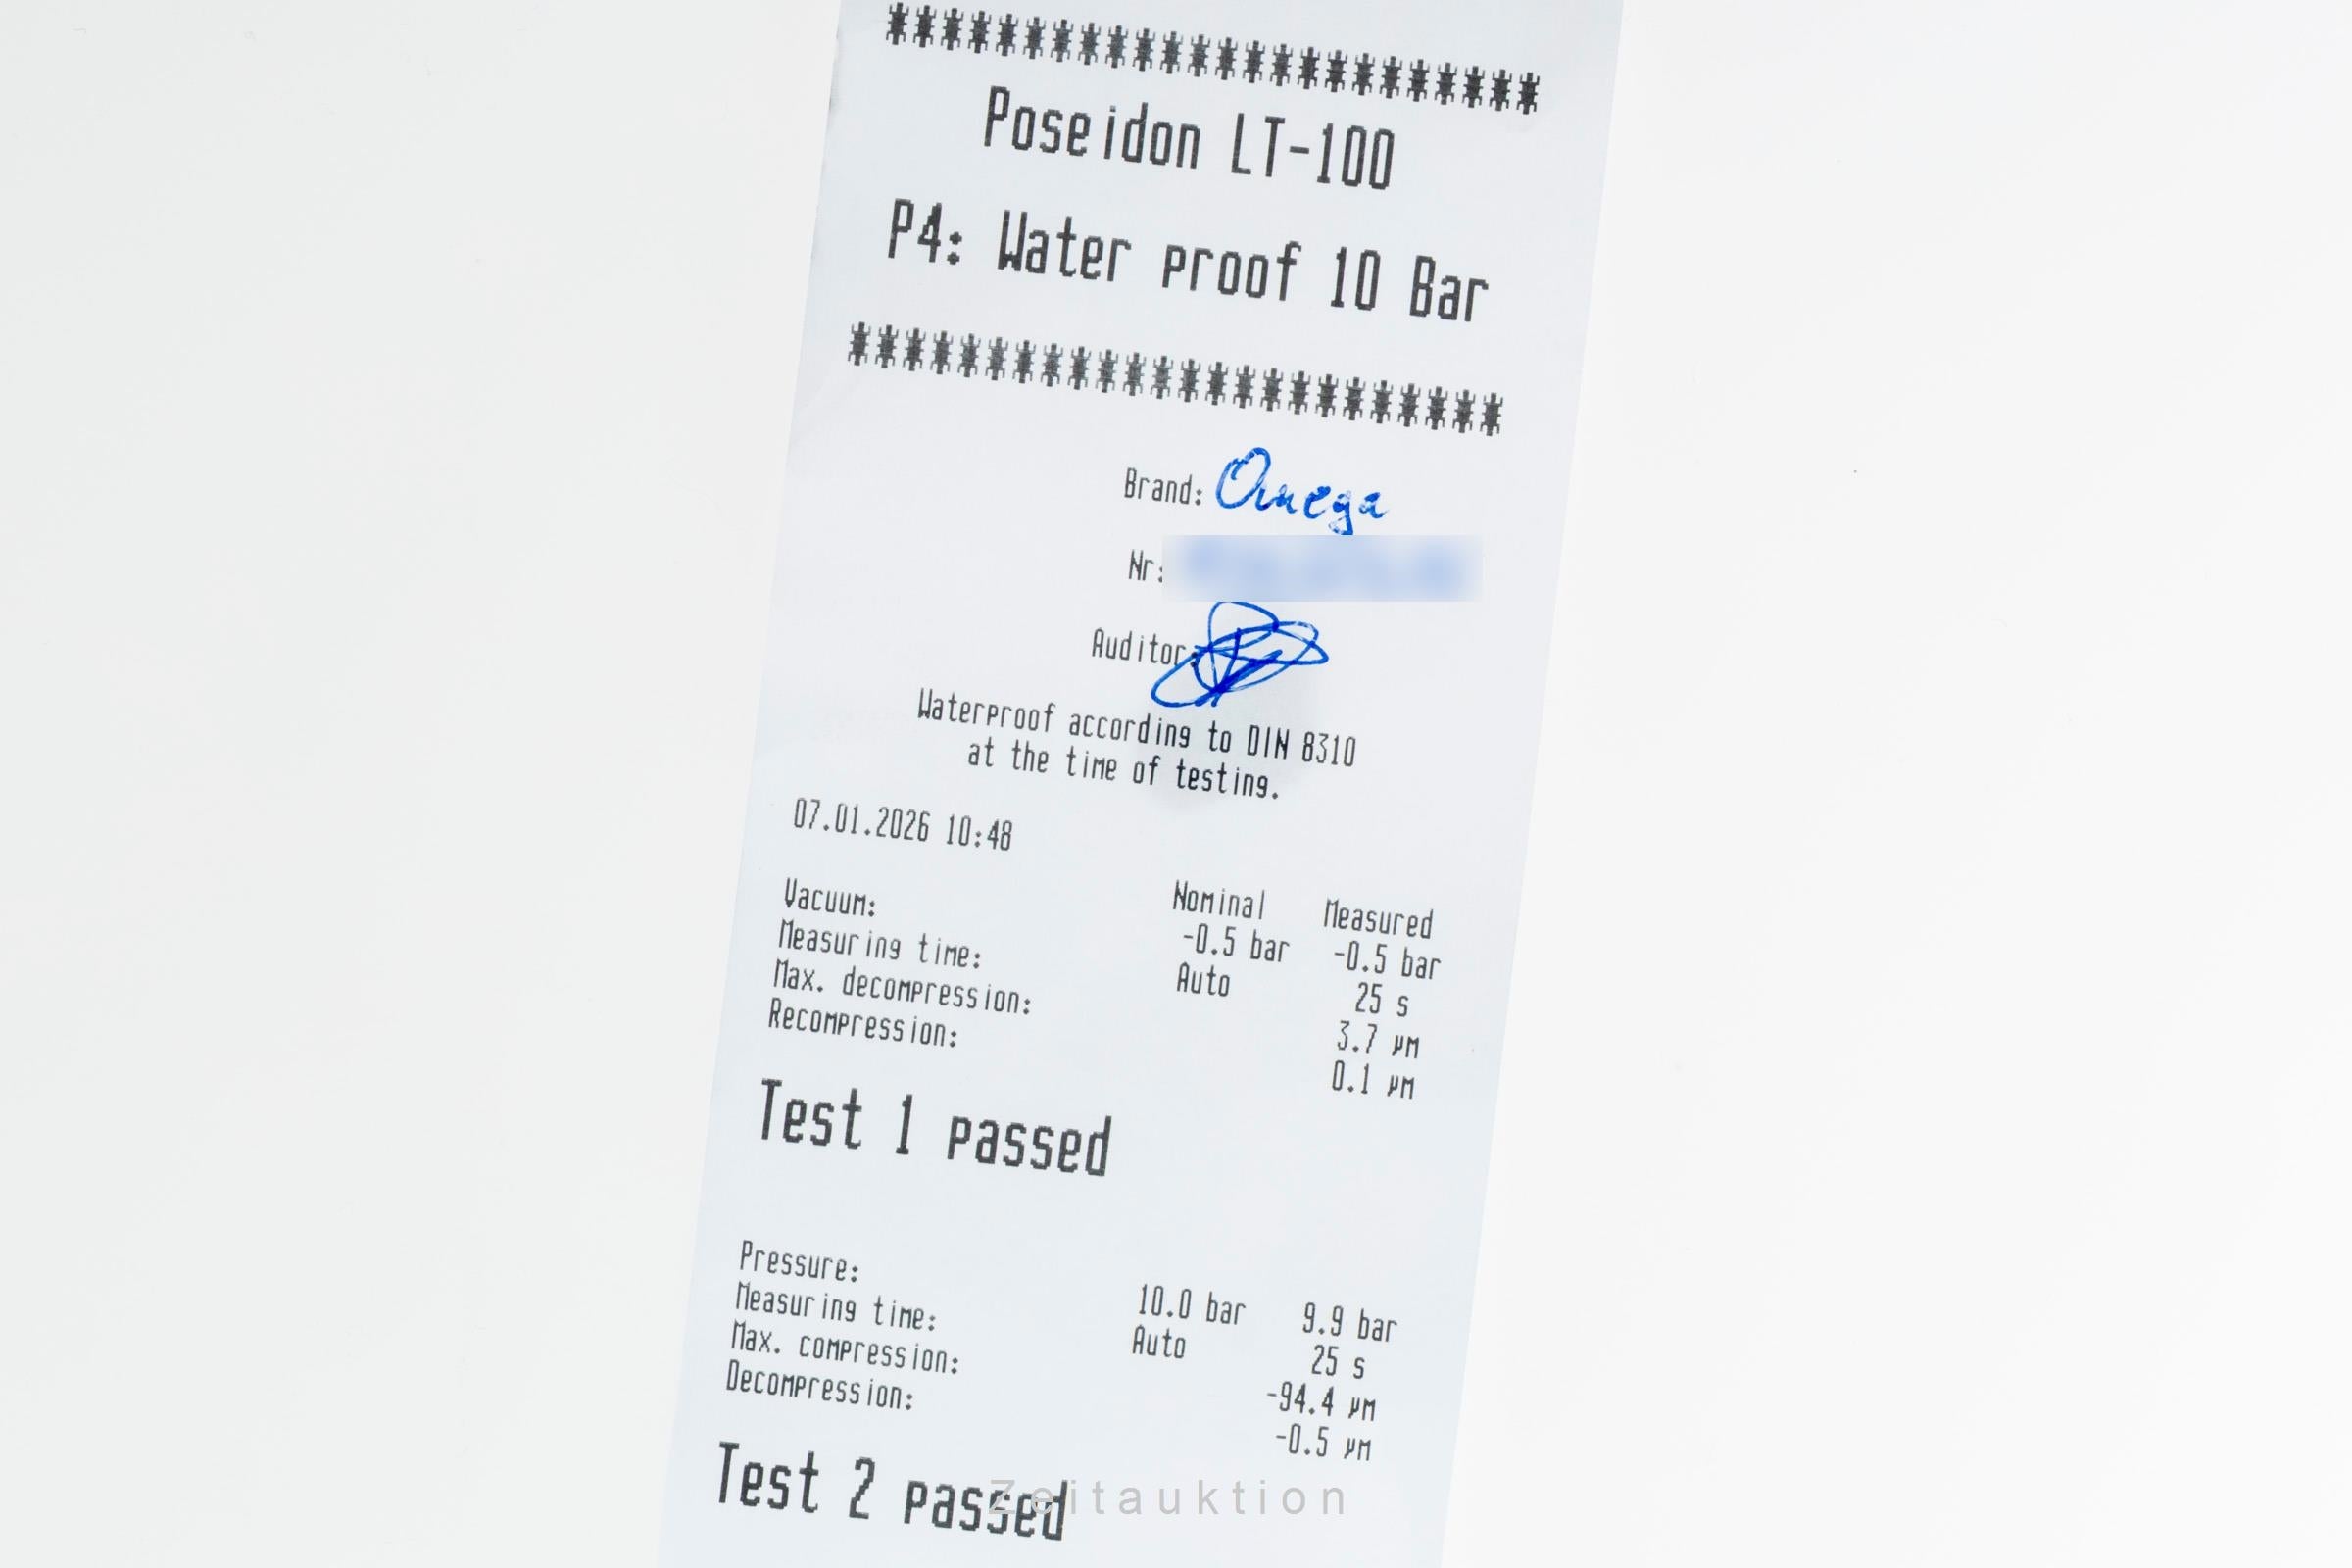 ************************
Poseidon LT-100
P4: Water proof 10 Bar
************************
Brand: Omega
Nr:
Auditor:
Waterproof according to DIN 8310
at the time of testing.
07.01.2026 10:48
Nominal Measured
Vacuum: -0.5 bar -0.5 bar
Measuring time: Auto 25 s
Max. decompression: 3.7 µm
Recompression: 0.1 µm
Test 1 passed
Pressure: 10.0 bar 9.9 bar
Measuring time: Auto 25 s
Max. compression: -94.4 µm
Decompression: -0.5 µm
Test 2 passed
Zeitauktion